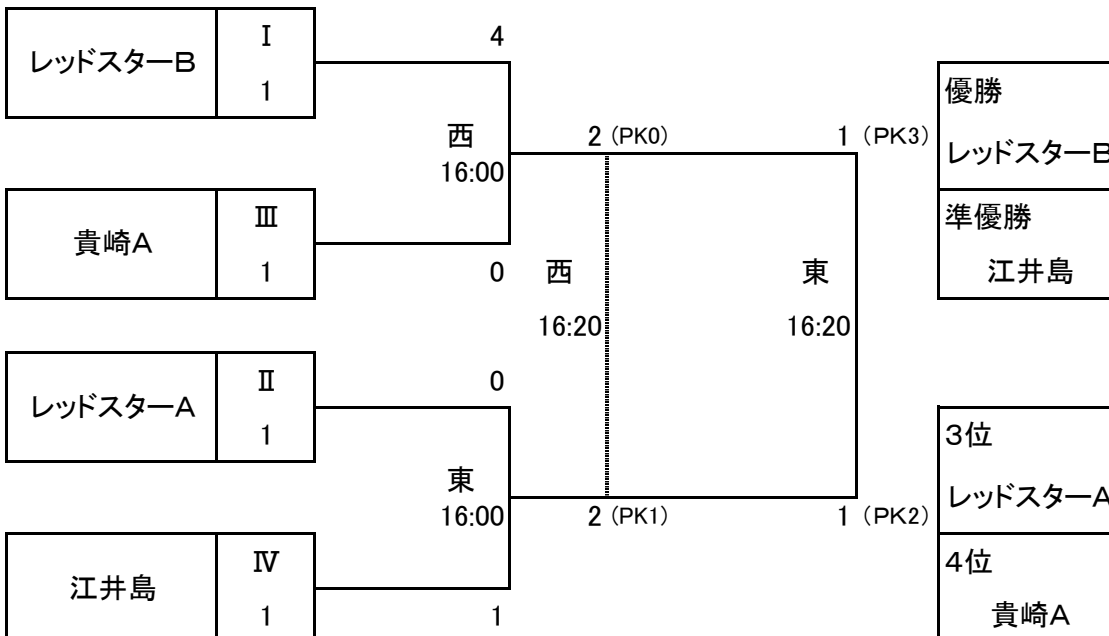 レッドスターB
Ⅰ
1
4
貴崎A
Ⅲ
1
0
西
16:00
レッドスターA
Ⅱ
1
0
江井島
Ⅳ
1
1
東
16:00
2 (PK0)
西
16:20
2 (PK1)
1 (PK3)
東
16:20
1 (PK2)
優勝
レッドスターB
準優勝
江井島
3位
レッドスターA
4位
貴崎A